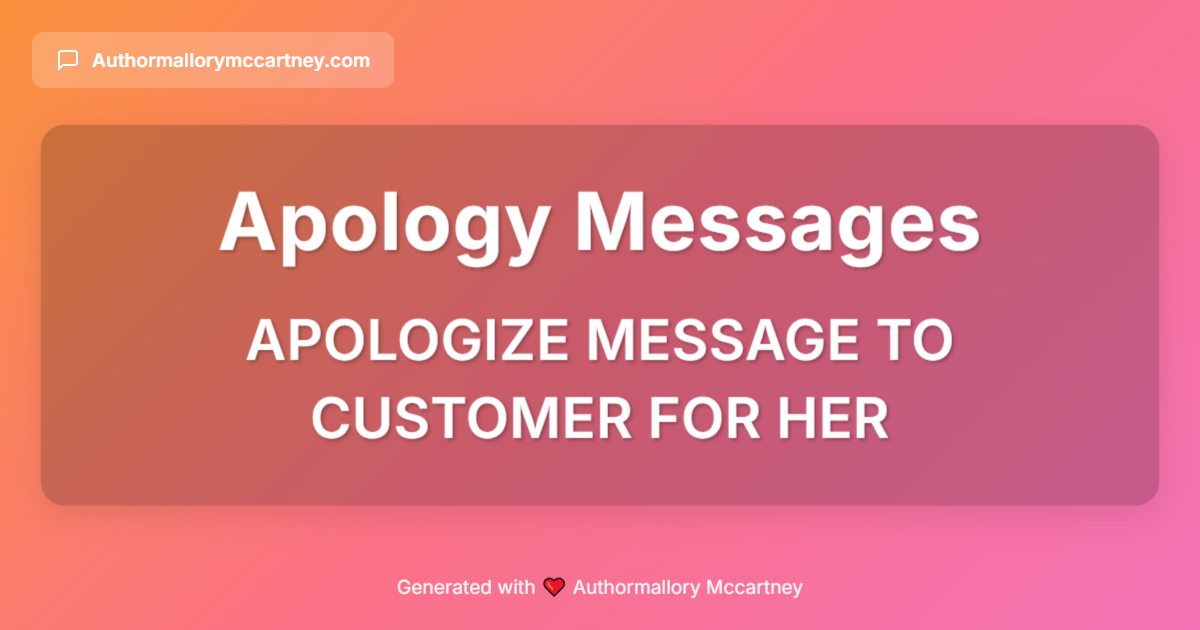 Authormallorymccartney.com
Apology Messages
APOLOGIZE MESSAGE TO
CUSTOMER FOR HER
Generated with ❤️ Authormallory Mccartney